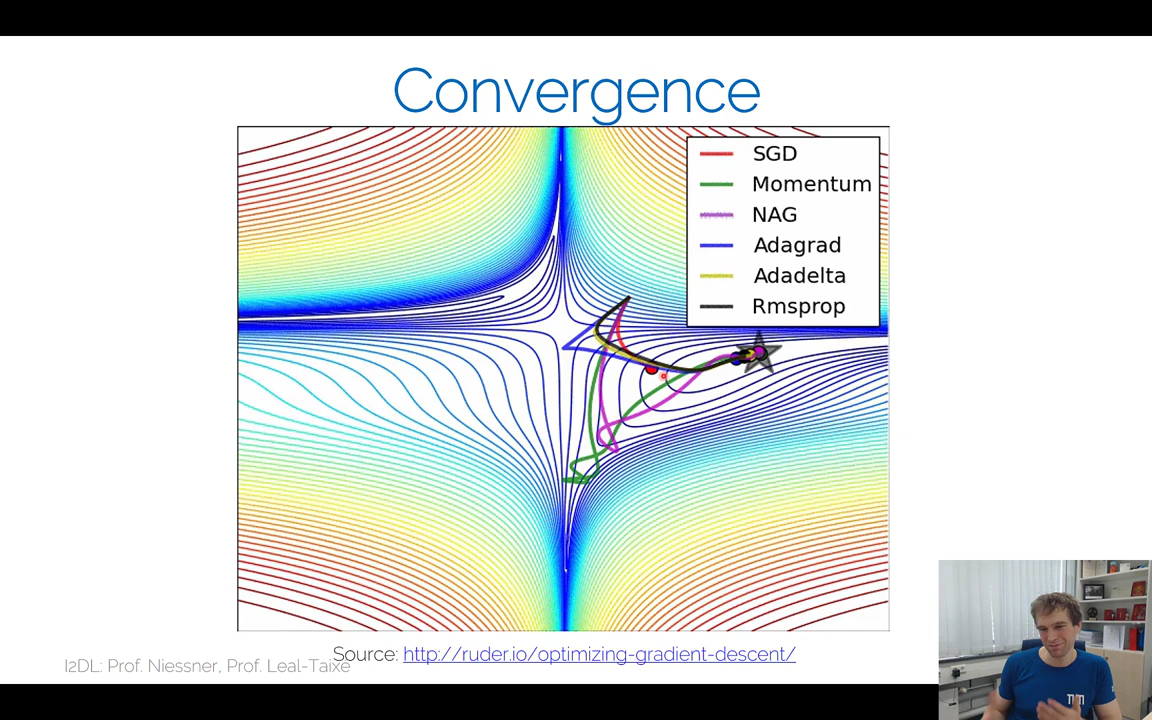 Convergence
SGD
Momentum
NAG
Adagrad
Adadelta
Rmsprop
Source: http://ruder.io/optimizing-gradient-descent/
I2DL: Prof. Niessner, Prof. Leal-Taixé
TUM